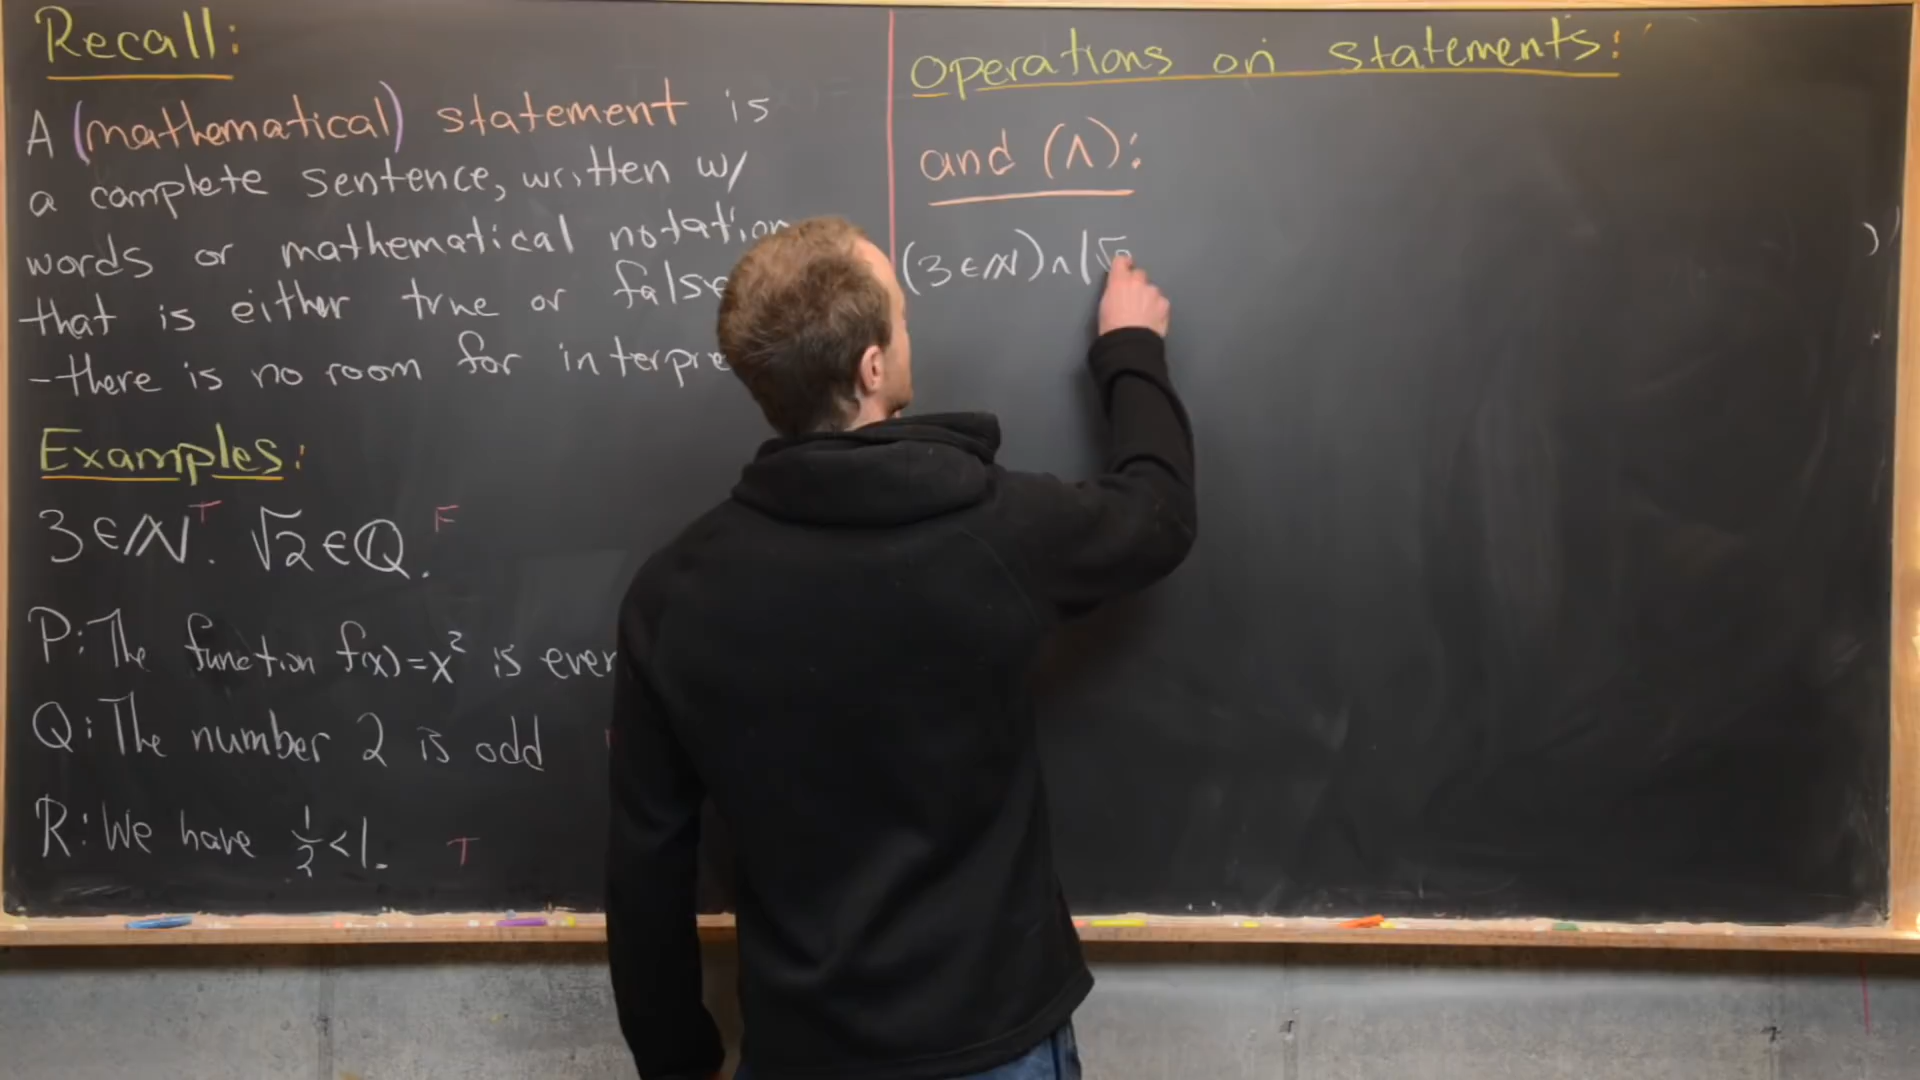 Recall:
A (mathematical) statement is
a complete sentence, written w/
words or mathematical notation
that is either true or false
-there is no room for interpre
Examples:
3∈ℕ. T √2∈ℚ. F
P: The function f(x)=x² is even
Q: The number 2 is odd
R: We have 1/2<1. T
Operations on statements:
and (∧):
(3∈ℕ)∧(√2